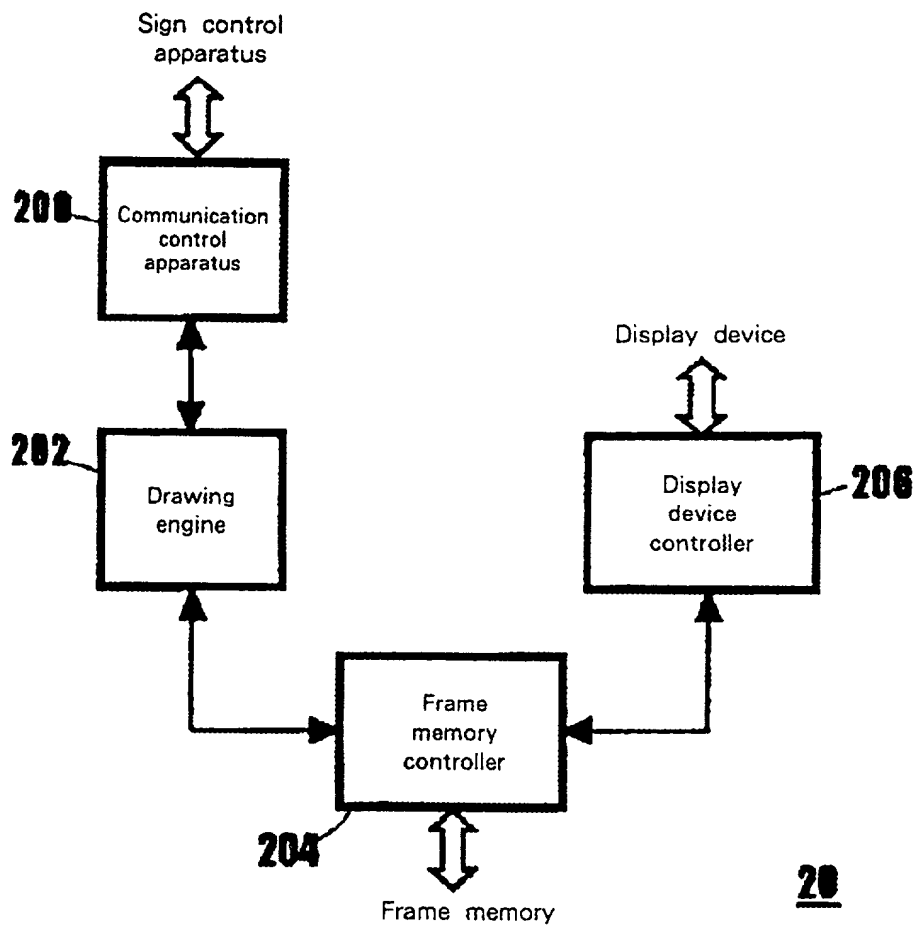 Sign control
apparatus
200
Communication
control
apparatus
202
Drawing
engine
Display device
Display
device
controller
206
Frame
memory
controller
204
Frame memory
20